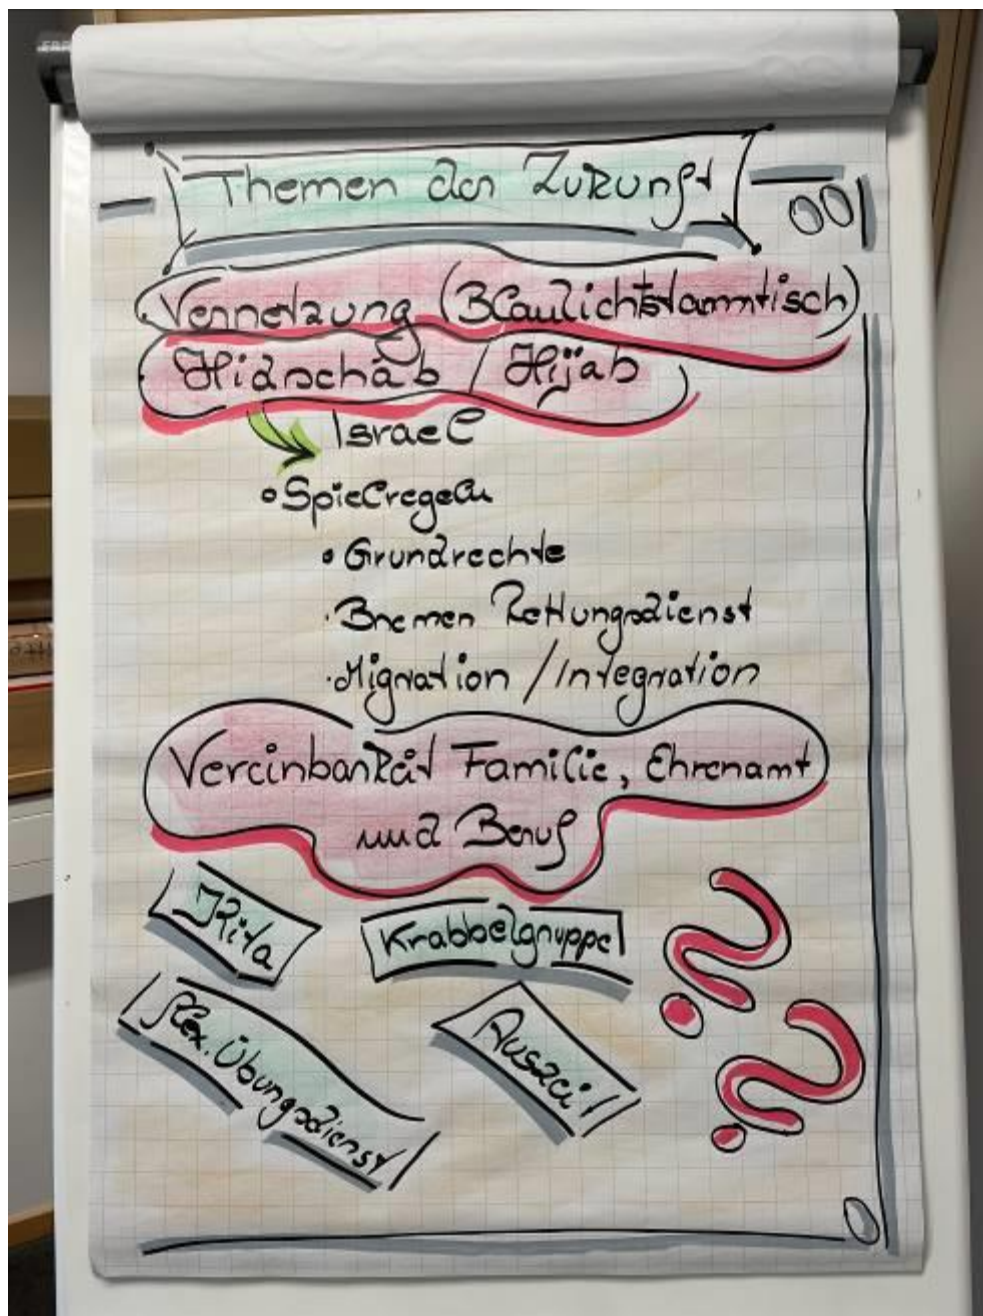 Themen der Zukunft
Vernetzung (Blaulichtstammtisch)
Hidschāb / Hijab
Israel
• Spielregeln
• Grundrechte
· Bremen Rettungsdienst
· Migration / Integration
Vereinbarkeit Familie, Ehrenamt
und Beruf
Kita
Krabbelgruppe
flex. Übungsdienst
Auszeit
? ?